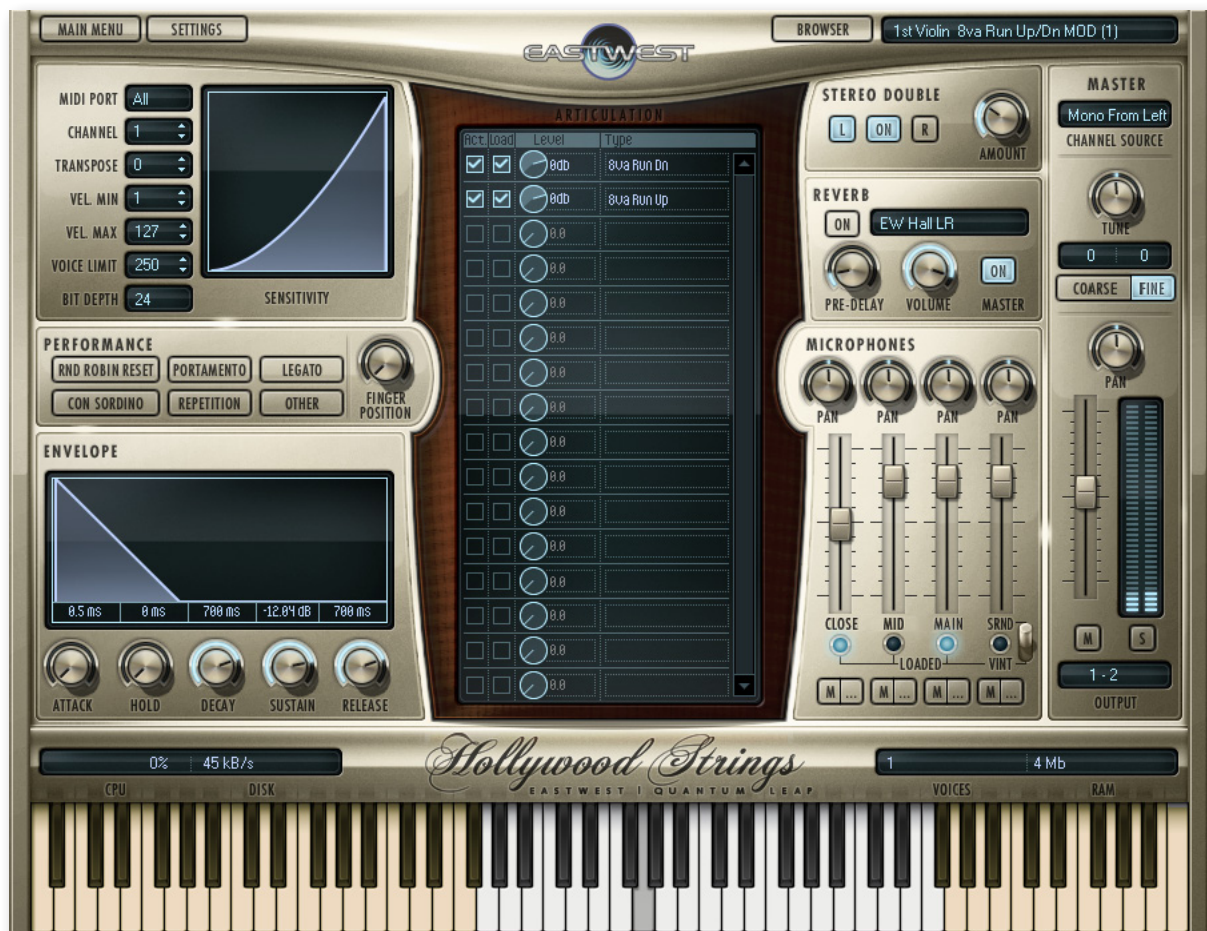 MAIN MENU SETTINGS
EASTWEST
BROWSER 1st Violin 8va Run Up/Dn MOD (1)
MIDI PORT All
CHANNEL 1
TRANSPOSE 0
VEL. MIN 1
VEL. MAX 127
VOICE LIMIT 250
BIT DEPTH 24
SENSITIVITY
PERFORMANCE
RND ROBIN RESET PORTAMENTO LEGATO
CON SORDINO REPETITION OTHER
FINGER
POSITION
ENVELOPE
0.5 ms 0 ms 700 ms -12.04 dB 700 ms
ATTACK HOLD DECAY SUSTAIN RELEASE
ARTICULATION
Act. Load Level Type
0db 8va Run Dn
0db 8va Run Up
0.0
0.0
0.0
0.0
0.0
0.0
0.0
0.0
0.0
0.0
0.0
0.0
0.0
0.0
STEREO DOUBLE
L ON R
AMOUNT
REVERB
ON EW Hall LR
ON
PRE-DELAY VOLUME MASTER
MICROPHONES
PAN PAN PAN PAN
CLOSE MID MAIN SRND
LOADED VINT
M ... M ... M ... M ...
MASTER
Mono From Left
CHANNEL SOURCE
TUNE
0 0
COARSE FINE
PAN
M S
1 - 2
OUTPUT
0% 45 kB/s
CPU DISK
Hollywood Strings
EASTWEST | QUANTUM LEAP
1 4 Mb
VOICES RAM